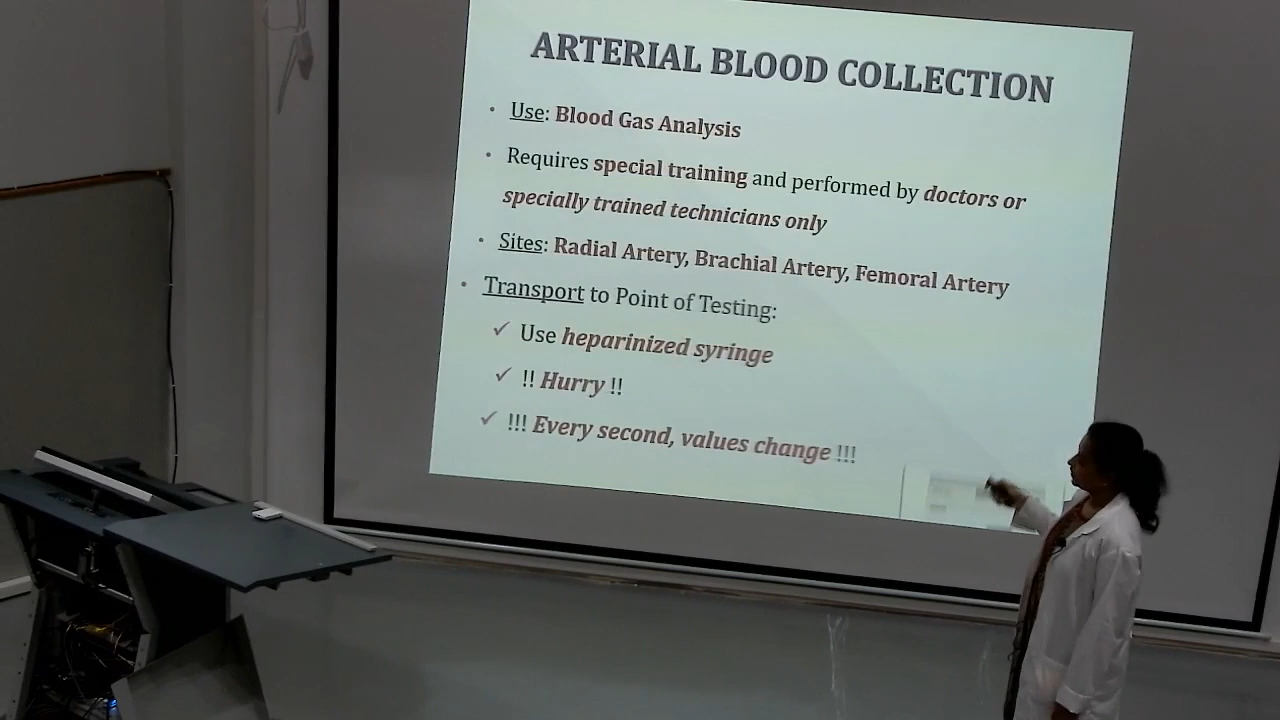 ARTERIAL BLOOD COLLECTION
• Use: Blood Gas Analysis
• Requires special training and performed by doctors or
specially trained technicians only
• Sites: Radial Artery, Brachial Artery, Femoral Artery
• Transport to Point of Testing:
✓ Use heparinized syringe
✓ !! Hurry !!
✓ !!! Every second, values change !!!